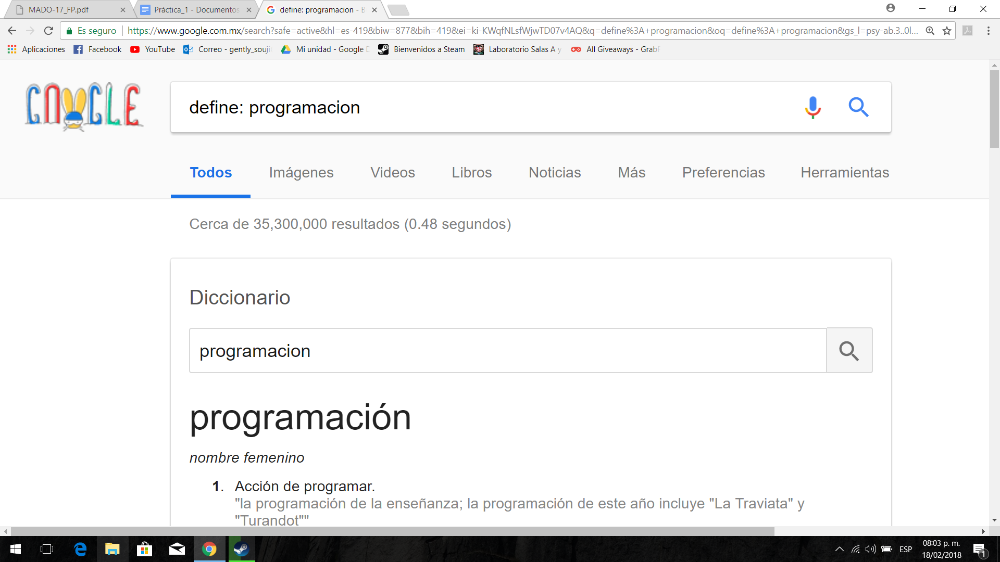 MADO-17_FP.pdf
Práctica_1 - Documentos
define: programacion - B
Es seguro
https://www.google.com.mx/search?safe=active&hl=es-419&biw=877&bih=419&ei=ki-KWqfNLsfWjwTD07v4AQ&q=define%3A+programacion&oq=define%3A+programacion&gs_l=psy-ab.3..0l...
Aplicaciones
Facebook
YouTube
Correo - gently_souji
Mi unidad - Google D
Bienvenidos a Steam
Laboratorio Salas A y
All Giveaways - GrabF
define: programacion
Todos
Imágenes
Videos
Libros
Noticias
Más
Preferencias
Herramientas
Cerca de 35,300,000 resultados (0.48 segundos)
Diccionario
programacion
programación
nombre femenino
1. Acción de programar.
"la programación de la enseñanza; la programación de este año incluye "La Traviata" y
"Turandot""
ESP
08:03 p. m.
18/02/2018
1